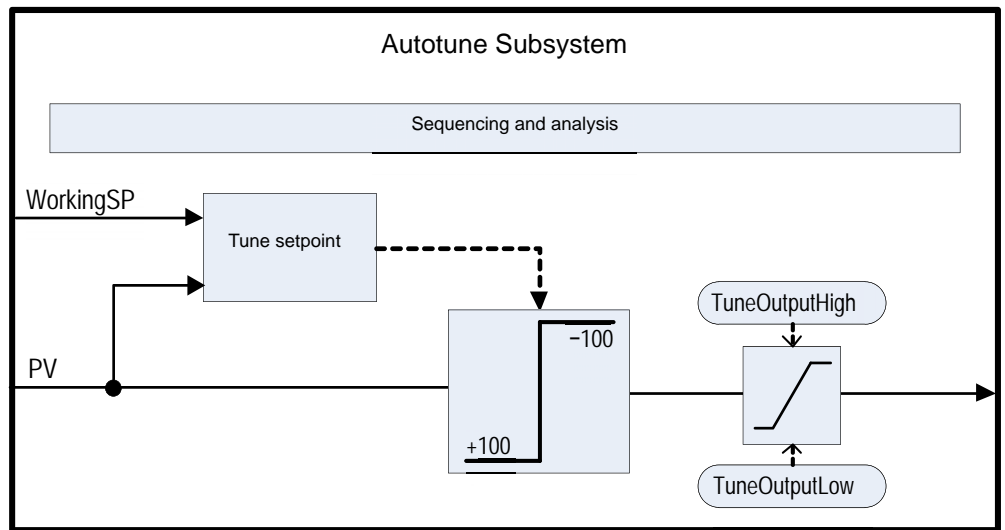 Autotune Subsystem
Sequencing and analysis
WorkingSP
Tune setpoint
TuneOutputHigh
−100
PV
+100
TuneOutputLow